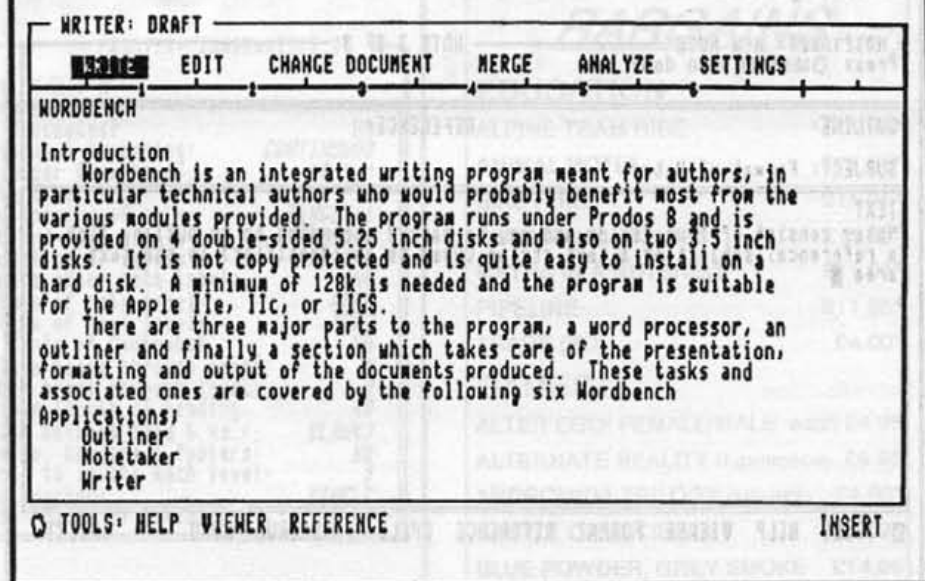 WRITER: DRAFT
EDIT CHANGE DOCUMENT MERGE ANALYZE SETTINGS
1 2 3 4 5 6 7
WORDBENCH
Introduction
Wordbench is an integrated writing program meant for authors, in
particular technical authors who would probably benefit most from the
various modules provided. The program runs under Prodos 8 and is
provided on 4 double-sided 5.25 inch disks and also on two 3.5 inch
disks. It is not copy protected and is quite easy to install on a
hard disk. A minimum of 128k is needed and the program is suitable
for the Apple IIe, IIc, or IIGS.
There are three major parts to the program, a word processor, an
outliner and finally a section which takes care of the presentation,
formatting and output of the documents produced. These tasks and
associated ones are covered by the following six Wordbench
Applications;
Outliner
Notetaker
Writer
TOOLS: HELP VIEWER REFERENCE INSERT